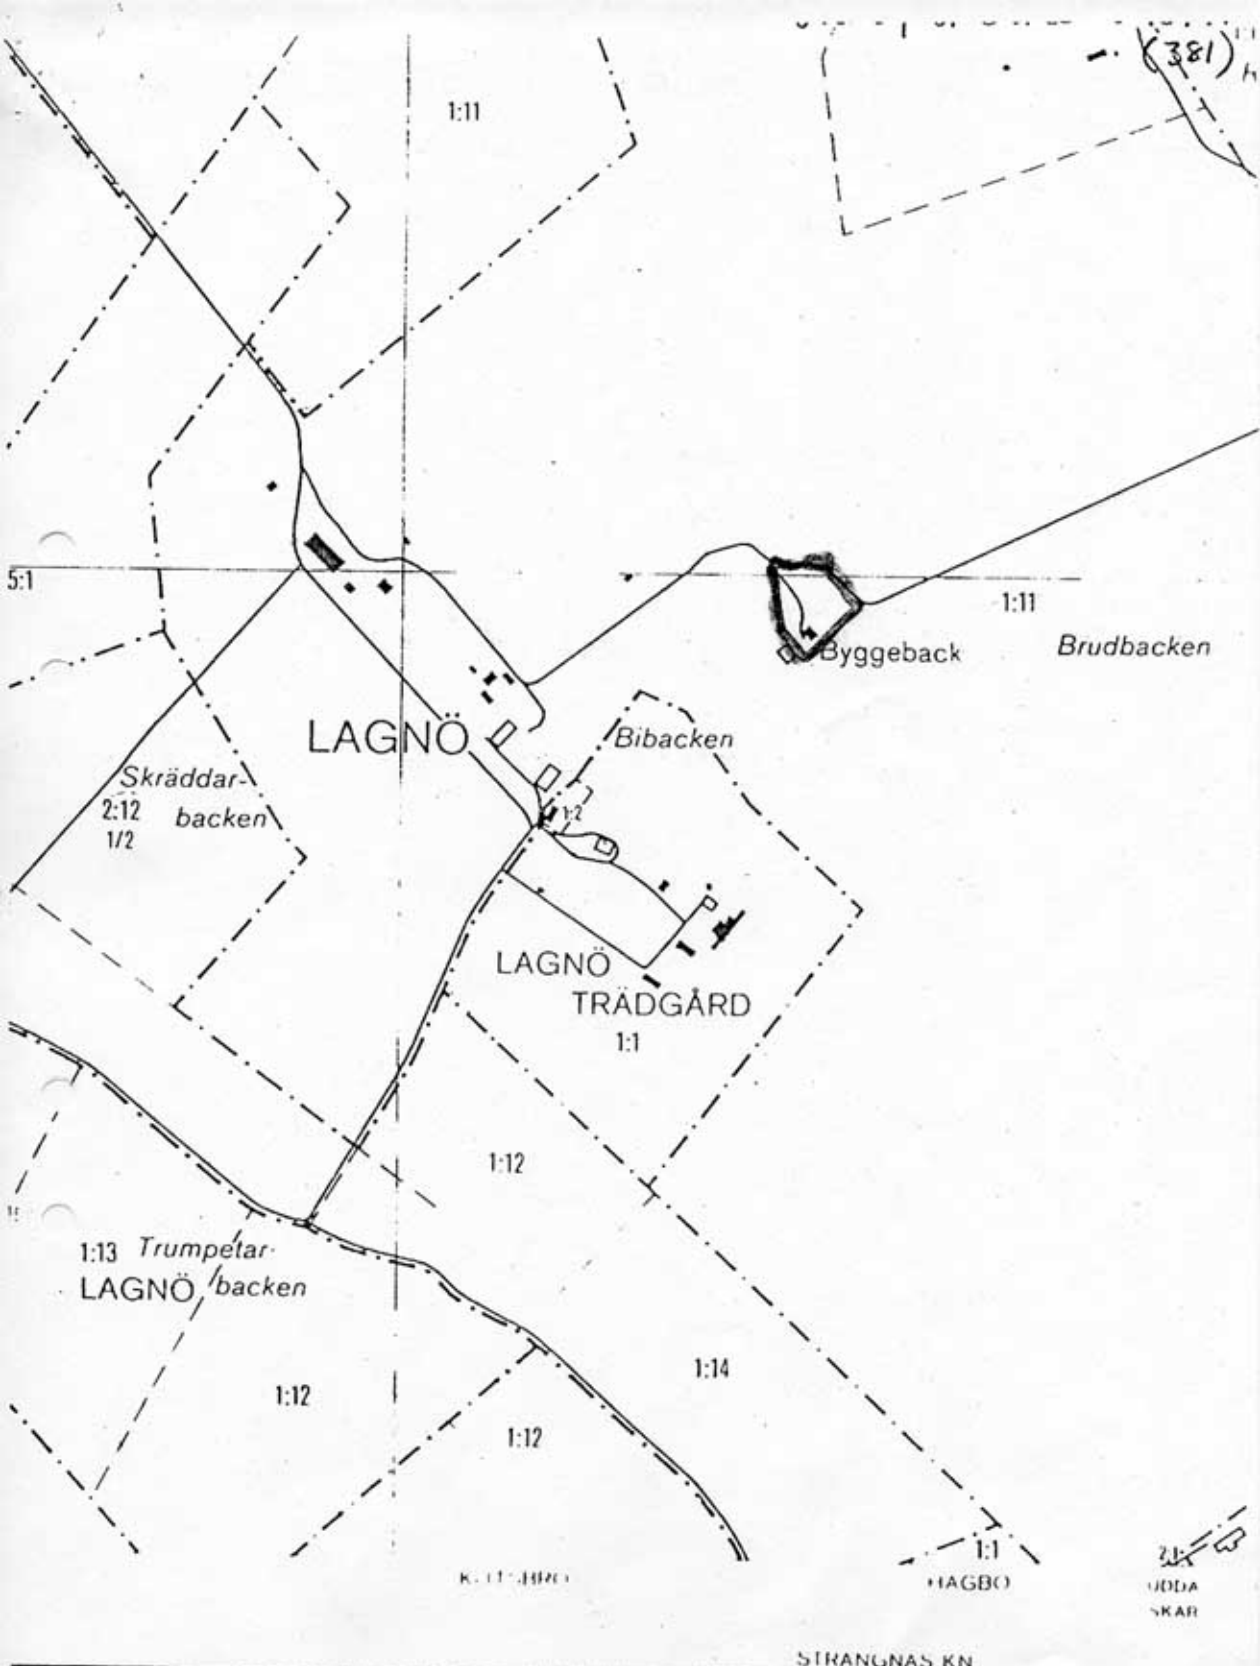 (381)
1:11
5:1
1:11
Byggeback
Brudbacken
LAGNÖ
Bibacken
Skräddar-
2:12 backen
1/2
1:2
LAGNÖ
TRÄDGÅRD
1:1
1:12
1:13 Trumpetar-
LAGNÖ backen
1:14
1:12
1:12
1:1
HAGBO
UDDA
SKAR
STRANGNAS KN